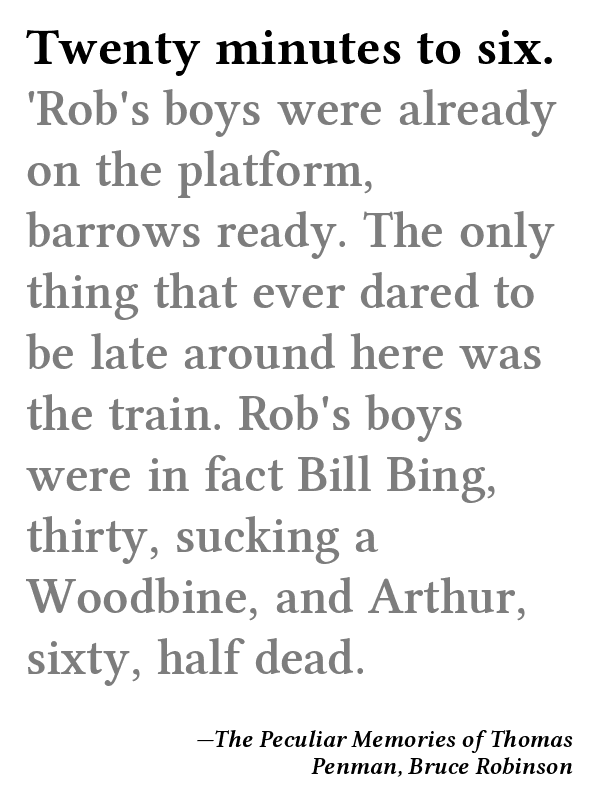 Twenty minutes to six.
'Rob's boys were already
on the platform,
barrows ready. The only
thing that ever dared to
be late around here was
the train. Rob's boys
were in fact Bill Bing,
thirty, sucking a
Woodbine, and Arthur,
sixty, half dead.
—The Peculiar Memories of Thomas
Penman, Bruce Robinson